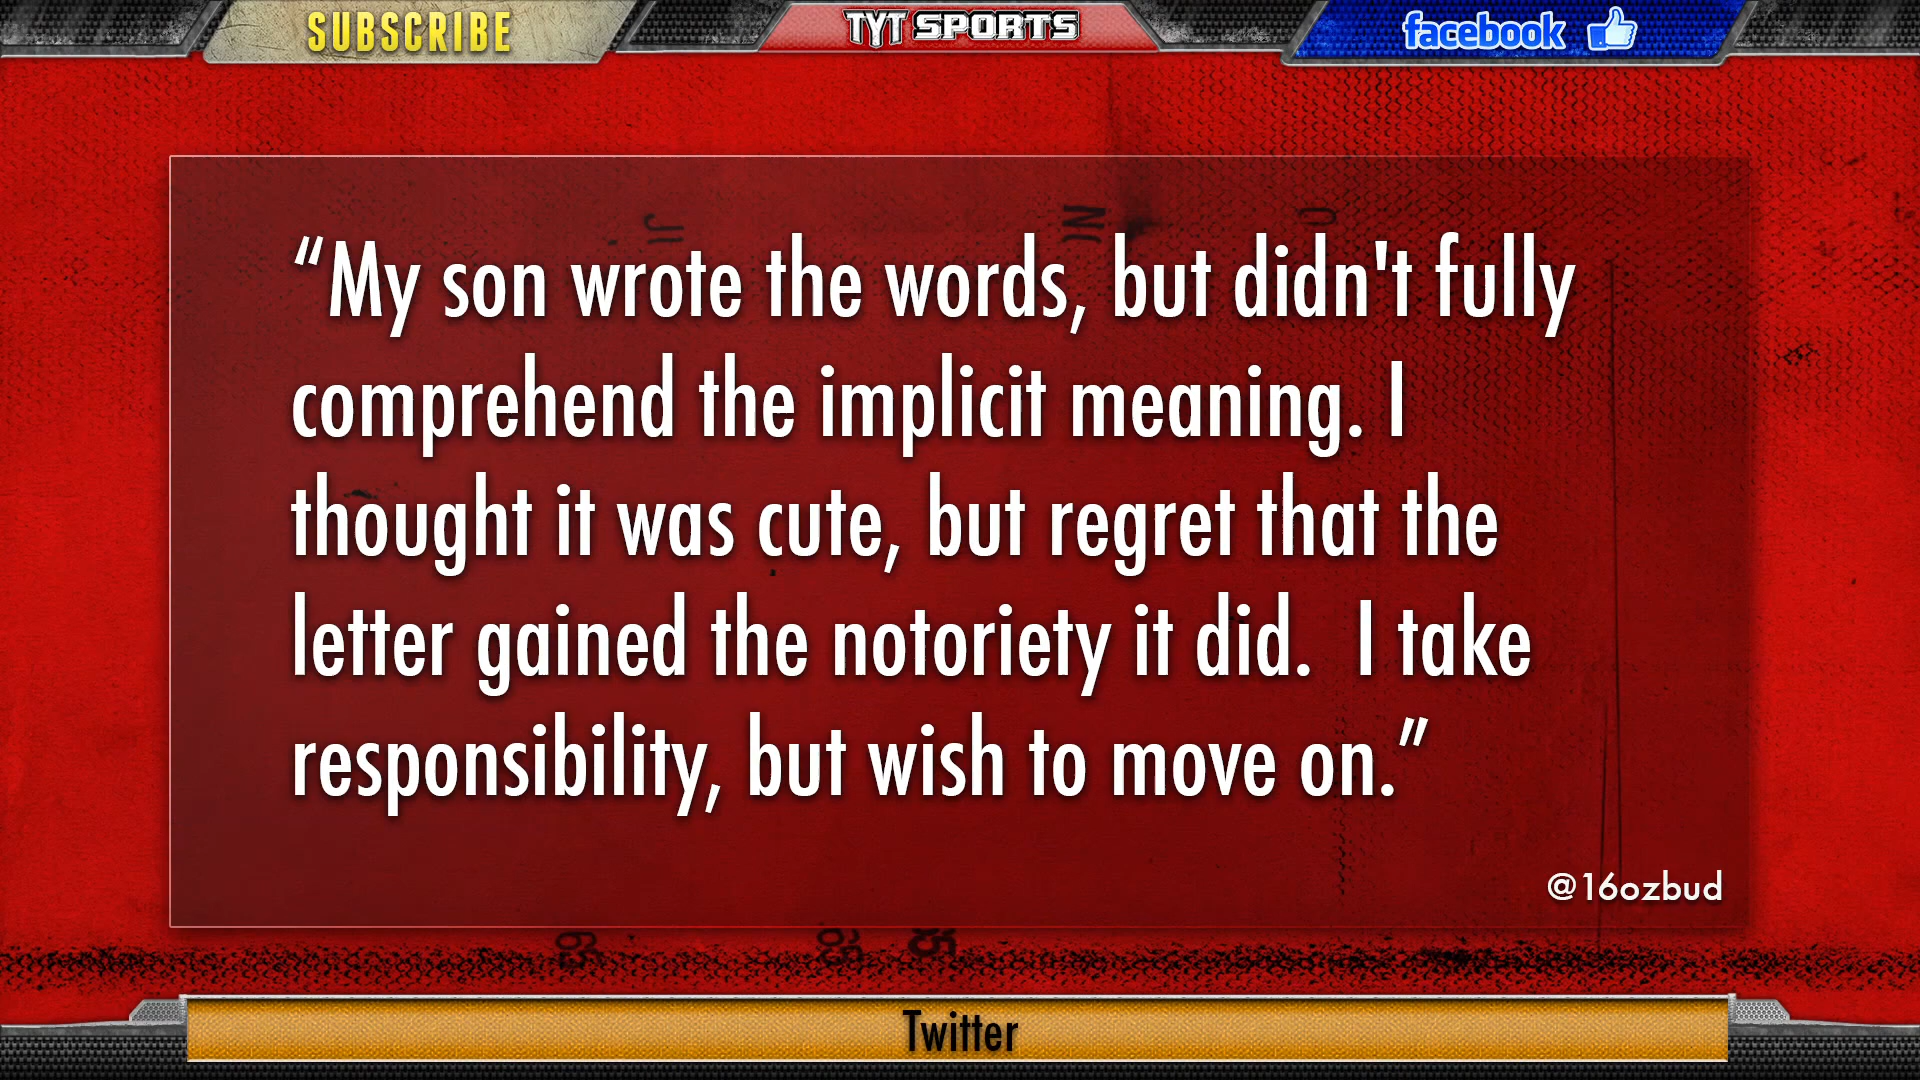 SUBSCRIBE
TYT SPORTS
facebook
“My son wrote the words, but didn't fully
comprehend the implicit meaning. I
thought it was cute, but regret that the
letter gained the notoriety it did.  I take
responsibility, but wish to move on.”
@16ozbud
Twitter